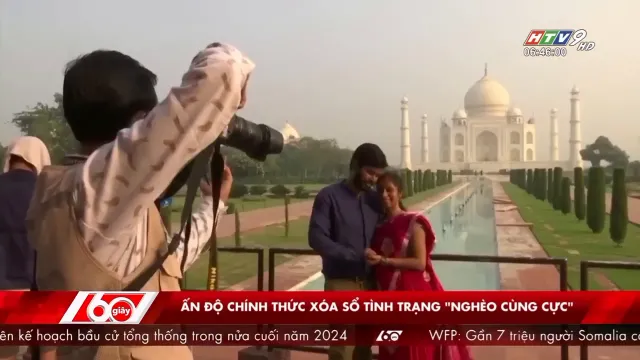 HTV9 HD
06:46:00
60 giây
ẤN ĐỘ CHÍNH THỨC XÓA SỔ TÌNH TRẠNG "NGHÈO CÙNG CỰC"
ên kế hoạch bầu cử tổng thống trong nửa cuối năm 2024 60 WFP: Gần 7 triệu người Somalia c
Nikon